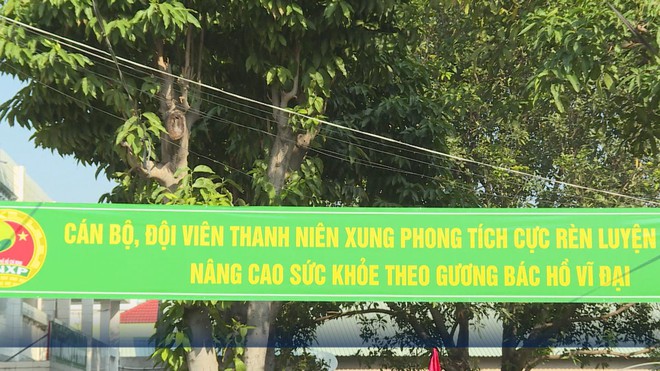 CÁN BỘ, ĐỘI VIÊN THANH NIÊN XUNG PHONG TÍCH CỰC RÈN LUYỆN
NÂNG CAO SỨC KHỎE THEO GƯƠNG BÁC HỒ VĨ ĐẠI
NXP